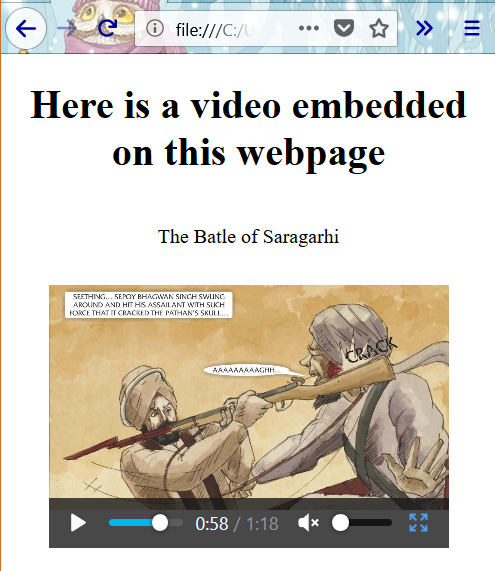 file:///C:/U
Here is a video embedded
on this webpage
The Batle of Saragarhi
SEETHING... SEPOY BHAGWAN SINGH SWUNG
AROUND AND HIT HIS ASSAILANT WITH SUCH
FORCE THAT IT CRACKED THE PATHAN'S SKULL...
CRACK
AAAAAAAAAGHH...
0:58 / 1:18